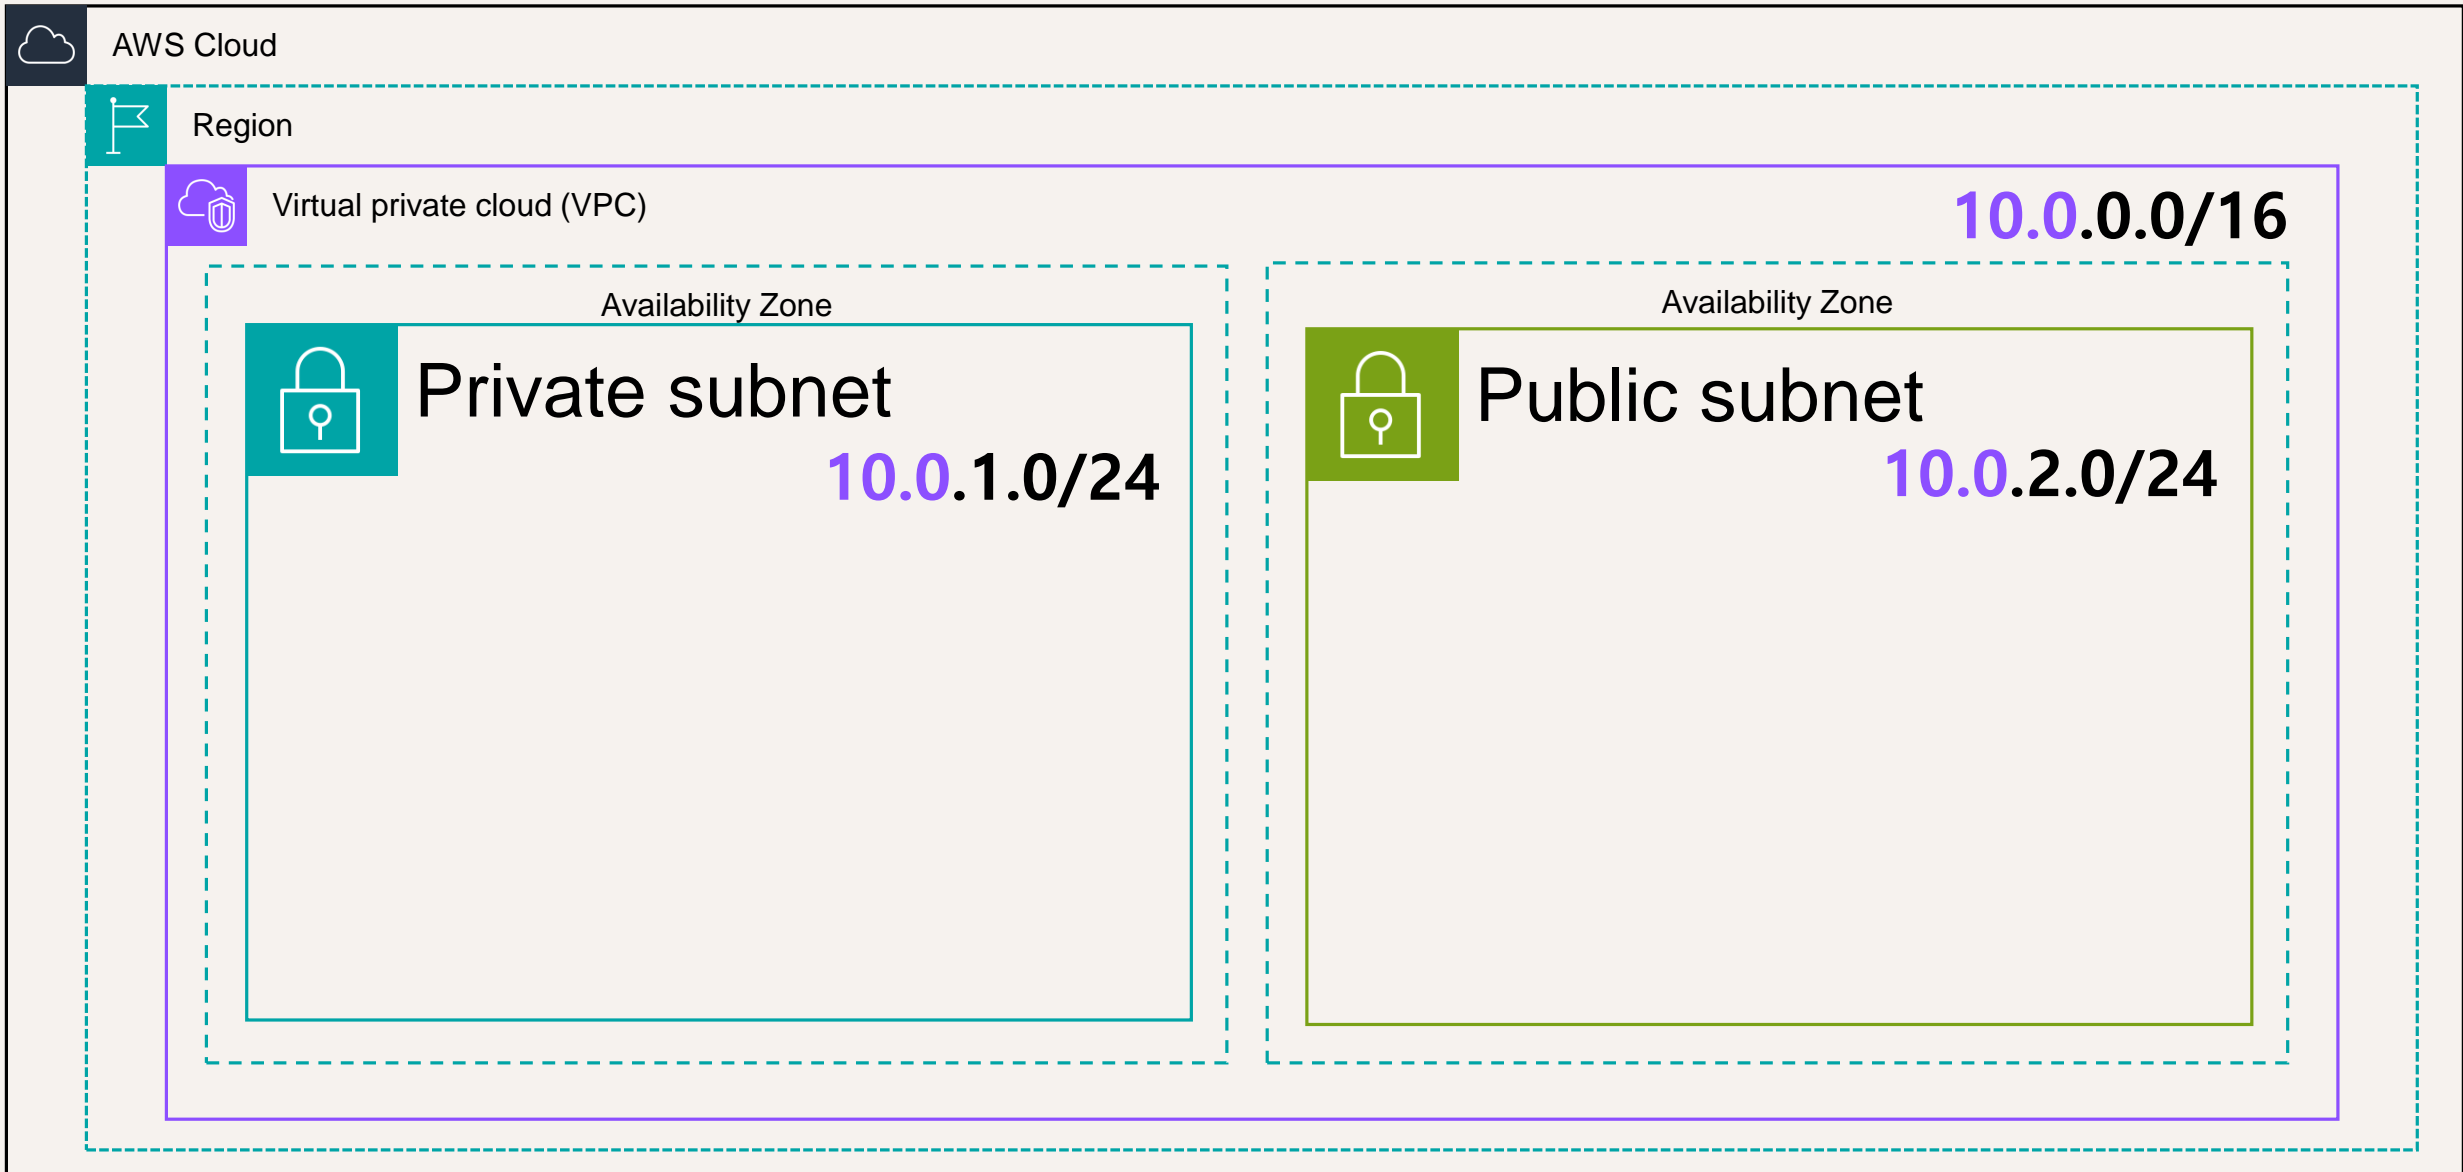 AWS Cloud
Region
Virtual private cloud (VPC)
10.0.0.0/16
Availability Zone
Private subnet
10.0.1.0/24
Availability Zone
Public subnet
10.0.2.0/24